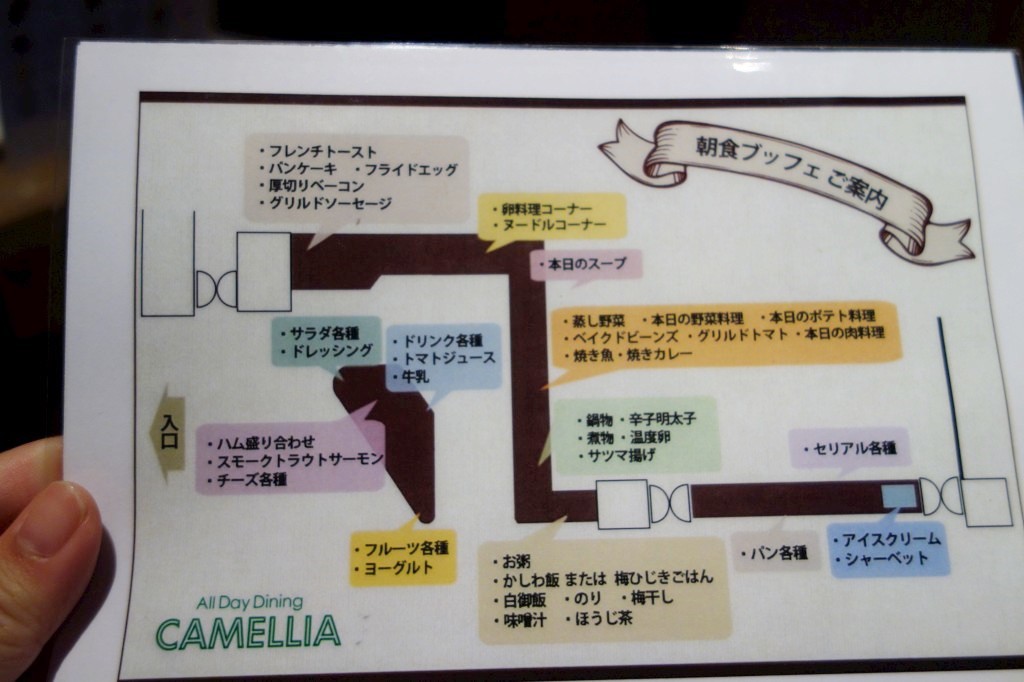 朝食ブッフェ ご案内
・フレンチトースト
・パンケーキ ・フライドエッグ
・厚切りベーコン
・グリルドソーセージ
・卵料理コーナー
・ヌードルコーナー
・本日のスープ
・蒸し野菜 ・本日の野菜料理 ・本日のポテト料理
・ベイクドビーンズ ・グリルドトマト ・本日の肉料理
・焼き魚 ・焼きカレー
・サラダ各種
・ドレッシング
・ドリンク各種
・トマトジュース
・牛乳
入口
・ハム盛り合わせ
・スモークトラウトサーモン
・チーズ各種
・鍋物 ・辛子明太子
・煮物 ・温度卵
・サツマ揚げ
・セリアル各種
・フルーツ各種
・ヨーグルト
・お粥
・かしわ飯 または 梅ひじきごはん
・白御飯 ・のり ・梅干し
・味噌汁 ・ほうじ茶
・パン各種
・アイスクリーム
・シャーベット
All Day Dining
CAMELLIA